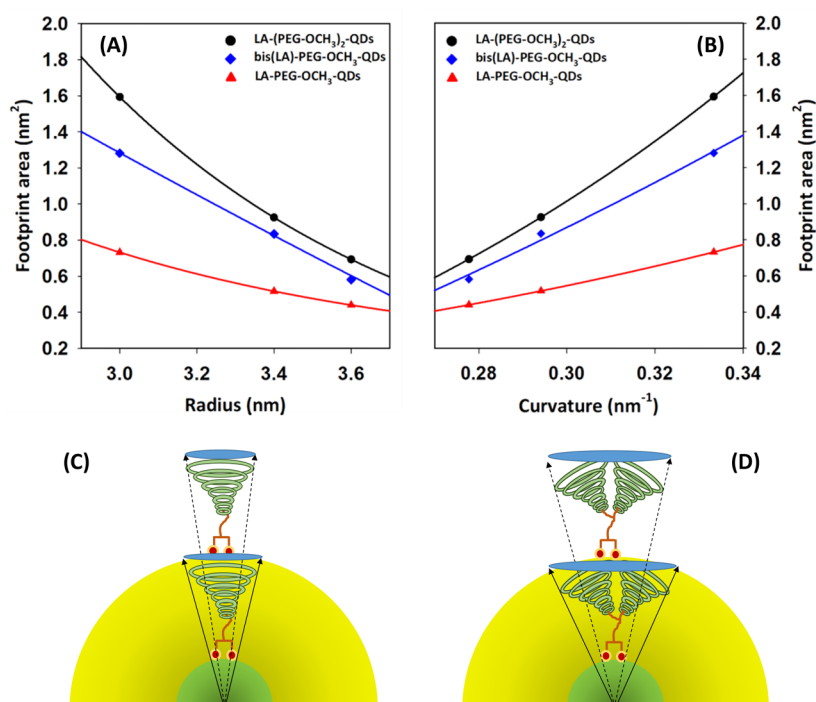 (A)
LA-(PEG-OCH3)2-QDs
bis(LA)-PEG-OCH3-QDs
LA-PEG-OCH3-QDs
Footprint area (nm2)
2.0
1.8
1.6
1.4
1.2
1.0
0.8
0.6
0.4
0.2
3.0 3.2 3.4 3.6
Radius (nm)
LA-(PEG-OCH3)2-QDs
bis(LA)-PEG-OCH3-QDs
LA-PEG-OCH3-QDs
(B)
2.0
1.8
1.6
1.4
1.2
1.0
0.8
0.6
0.4
0.2
Footprint area (nm2)
0.28 0.30 0.32 0.34
Curvature (nm-1)
(C)
(D)